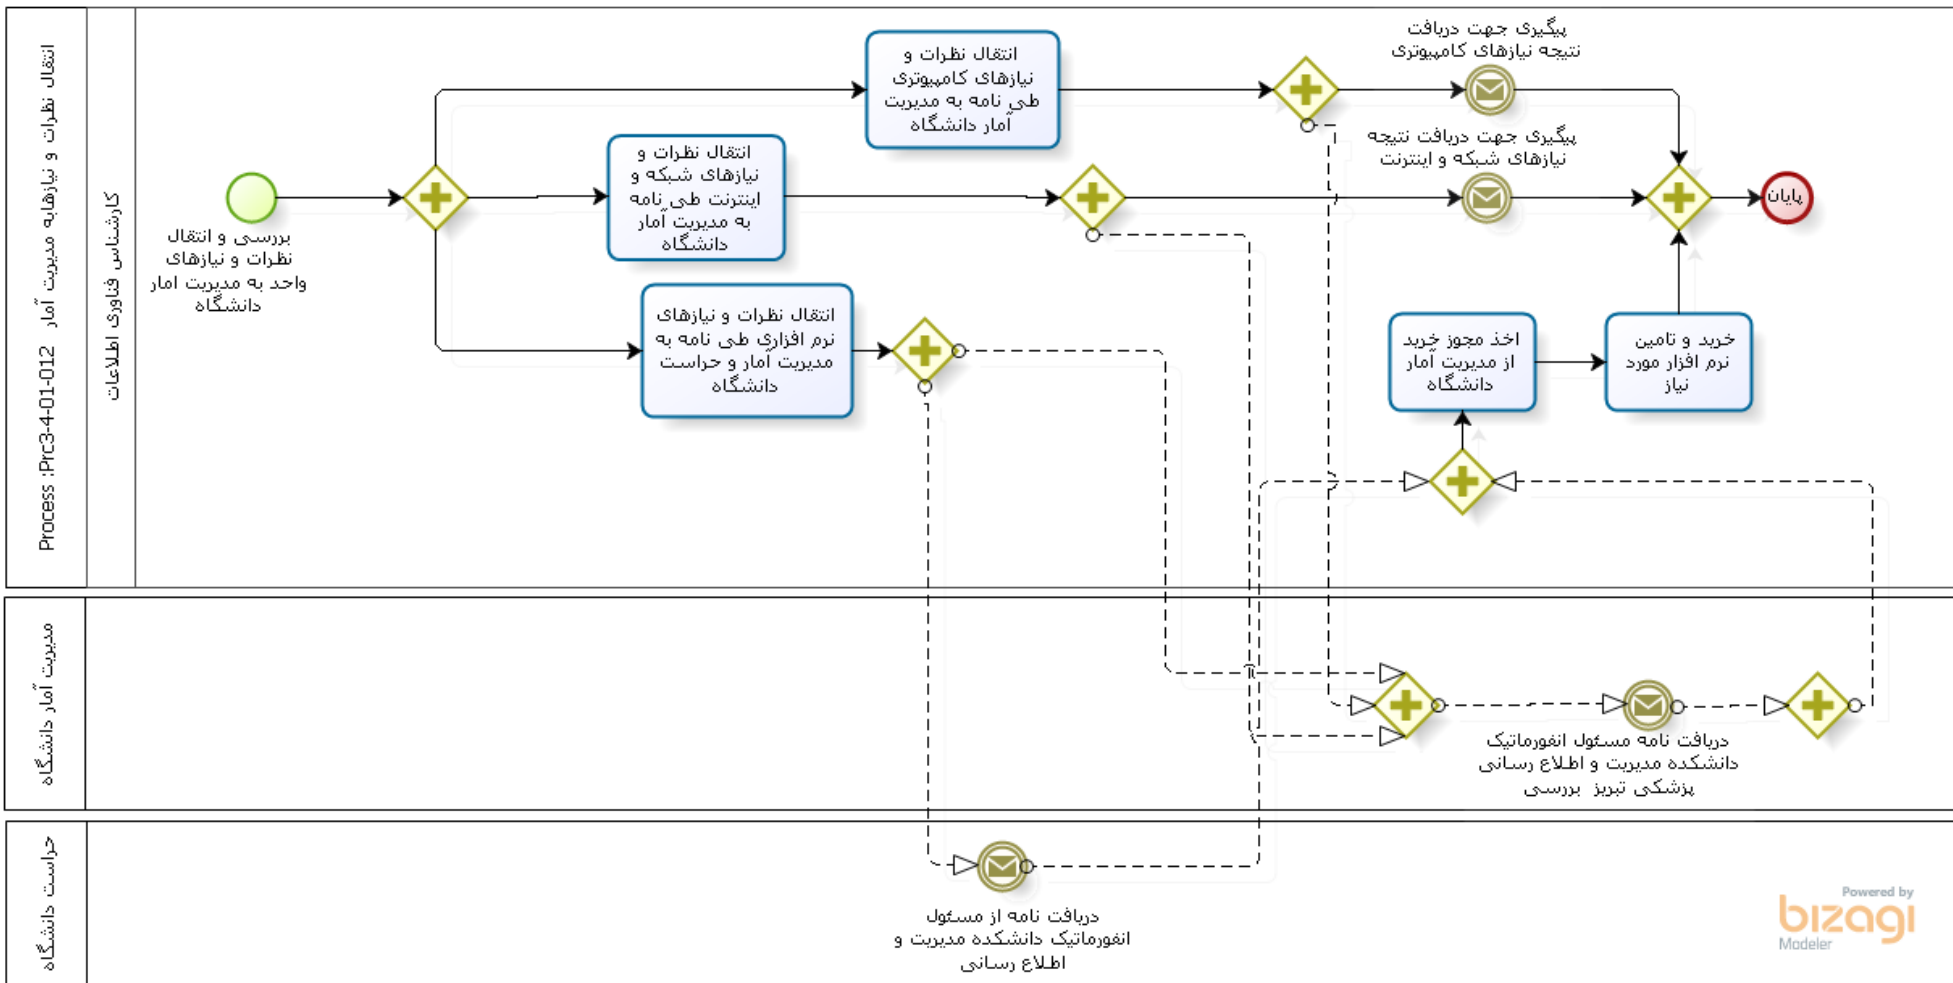 انتقال نظرات و نیازهابه مدیریت آمار Process :Prc3-4-01-012
کارشناس فناوری اطلاعات
بررسی و انتقال
نظرات و نیازهای
واحد به مدیریت امار
دانشگاه
انتقال نظرات و
نیازهای کامپیوتری
طی نامه به مدیریت
آمار دانشگاه
انتقال نظرات و
نیازهای شبکه و
اینترنت طی نامه
به مدیریت آمار
دانشگاه
انتقال نظرات و نیازهای
نرم افزاری طی نامه به
مدیریت آمار و حراست
دانشگاه
پیگیری جهت دریافت
نتیجه نیازهای کامپیوتری
پیگیری جهت دریافت نتیجه
نیازهای شبکه و اینترنت
پایان
اخذ مجوز خرید
از مدیریت آمار
دانشگاه
خرید و تامین
نرم افزار مورد
نیاز
مدیریت آمار دانشگاه
دریافت نامه مسئول انفورماتیک
دانشکده مدیریت و اطلاع رسانی
پزشکی تبریز بررسی
حراست دانشگاه
دریافت نامه از مسئول
انفورماتیک دانشکده مدیریت و
اطلاع رسانی
Powered by
bizagi
Modeler